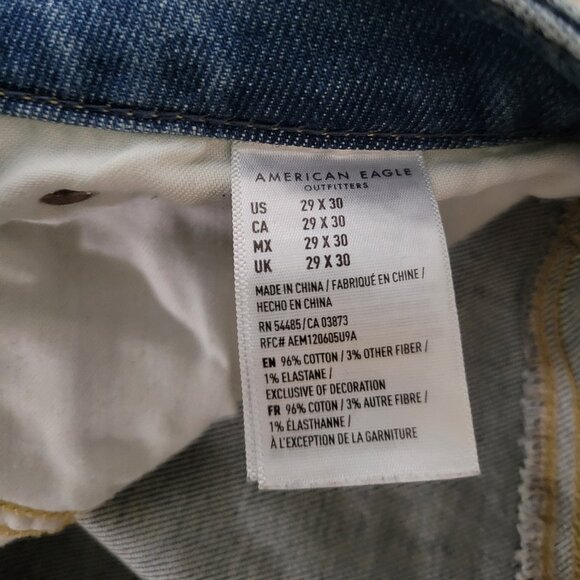 AMERICAN EAGLE
OUTFITTERS
US 29 X 30
CA 29 X 30
MX 29 X 30
UK 29 X 30
MADE IN CHINA / FABRIQUÉ EN CHINE /
HECHO EN CHINA
RN 54485 / CA 03873
RFC# AEM120605U9A
EN 96% COTTON / 3% OTHER FIBER /
1% ELASTANE /
EXCLUSIVE OF DECORATION
FR 96% COTON / 3% AUTRE FIBRE /
1% ÉLASTHANNE /
À L'EXCEPTION DE LA GARNITURE